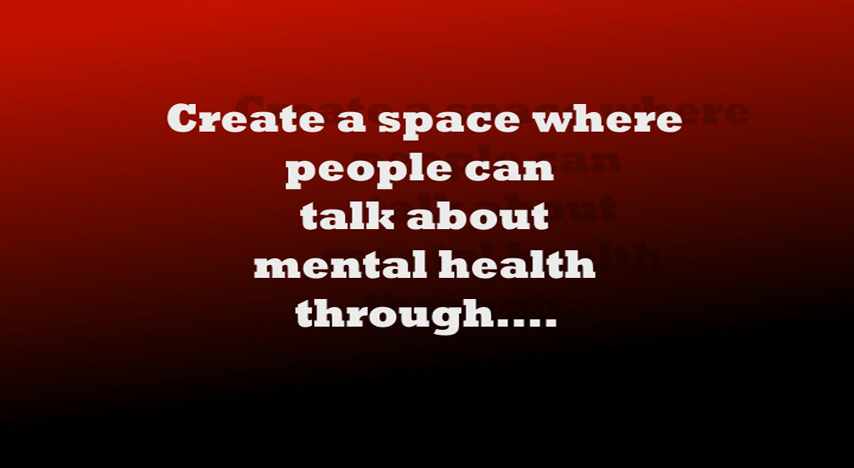 Create a space where
people can
talk about
mental health
through....